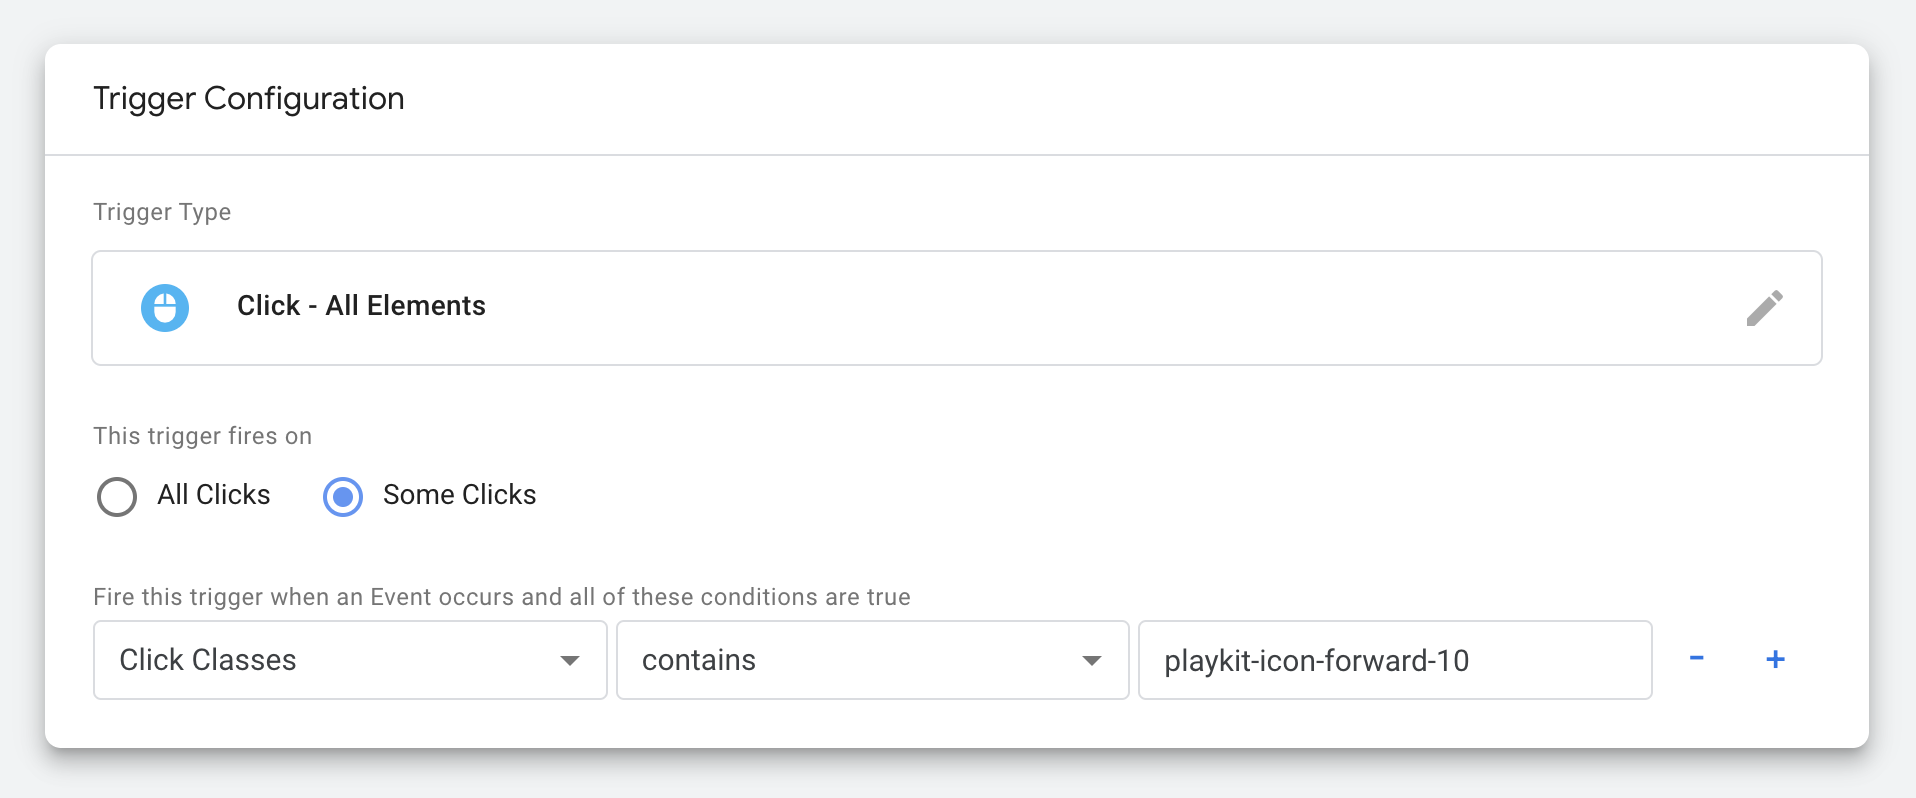 Trigger Configuration
Trigger Type
Click - All Elements
This trigger fires on
All Clicks Some Clicks
Fire this trigger when an Event occurs and all of these conditions are true
Click Classes contains playkit-icon-forward-10 - +